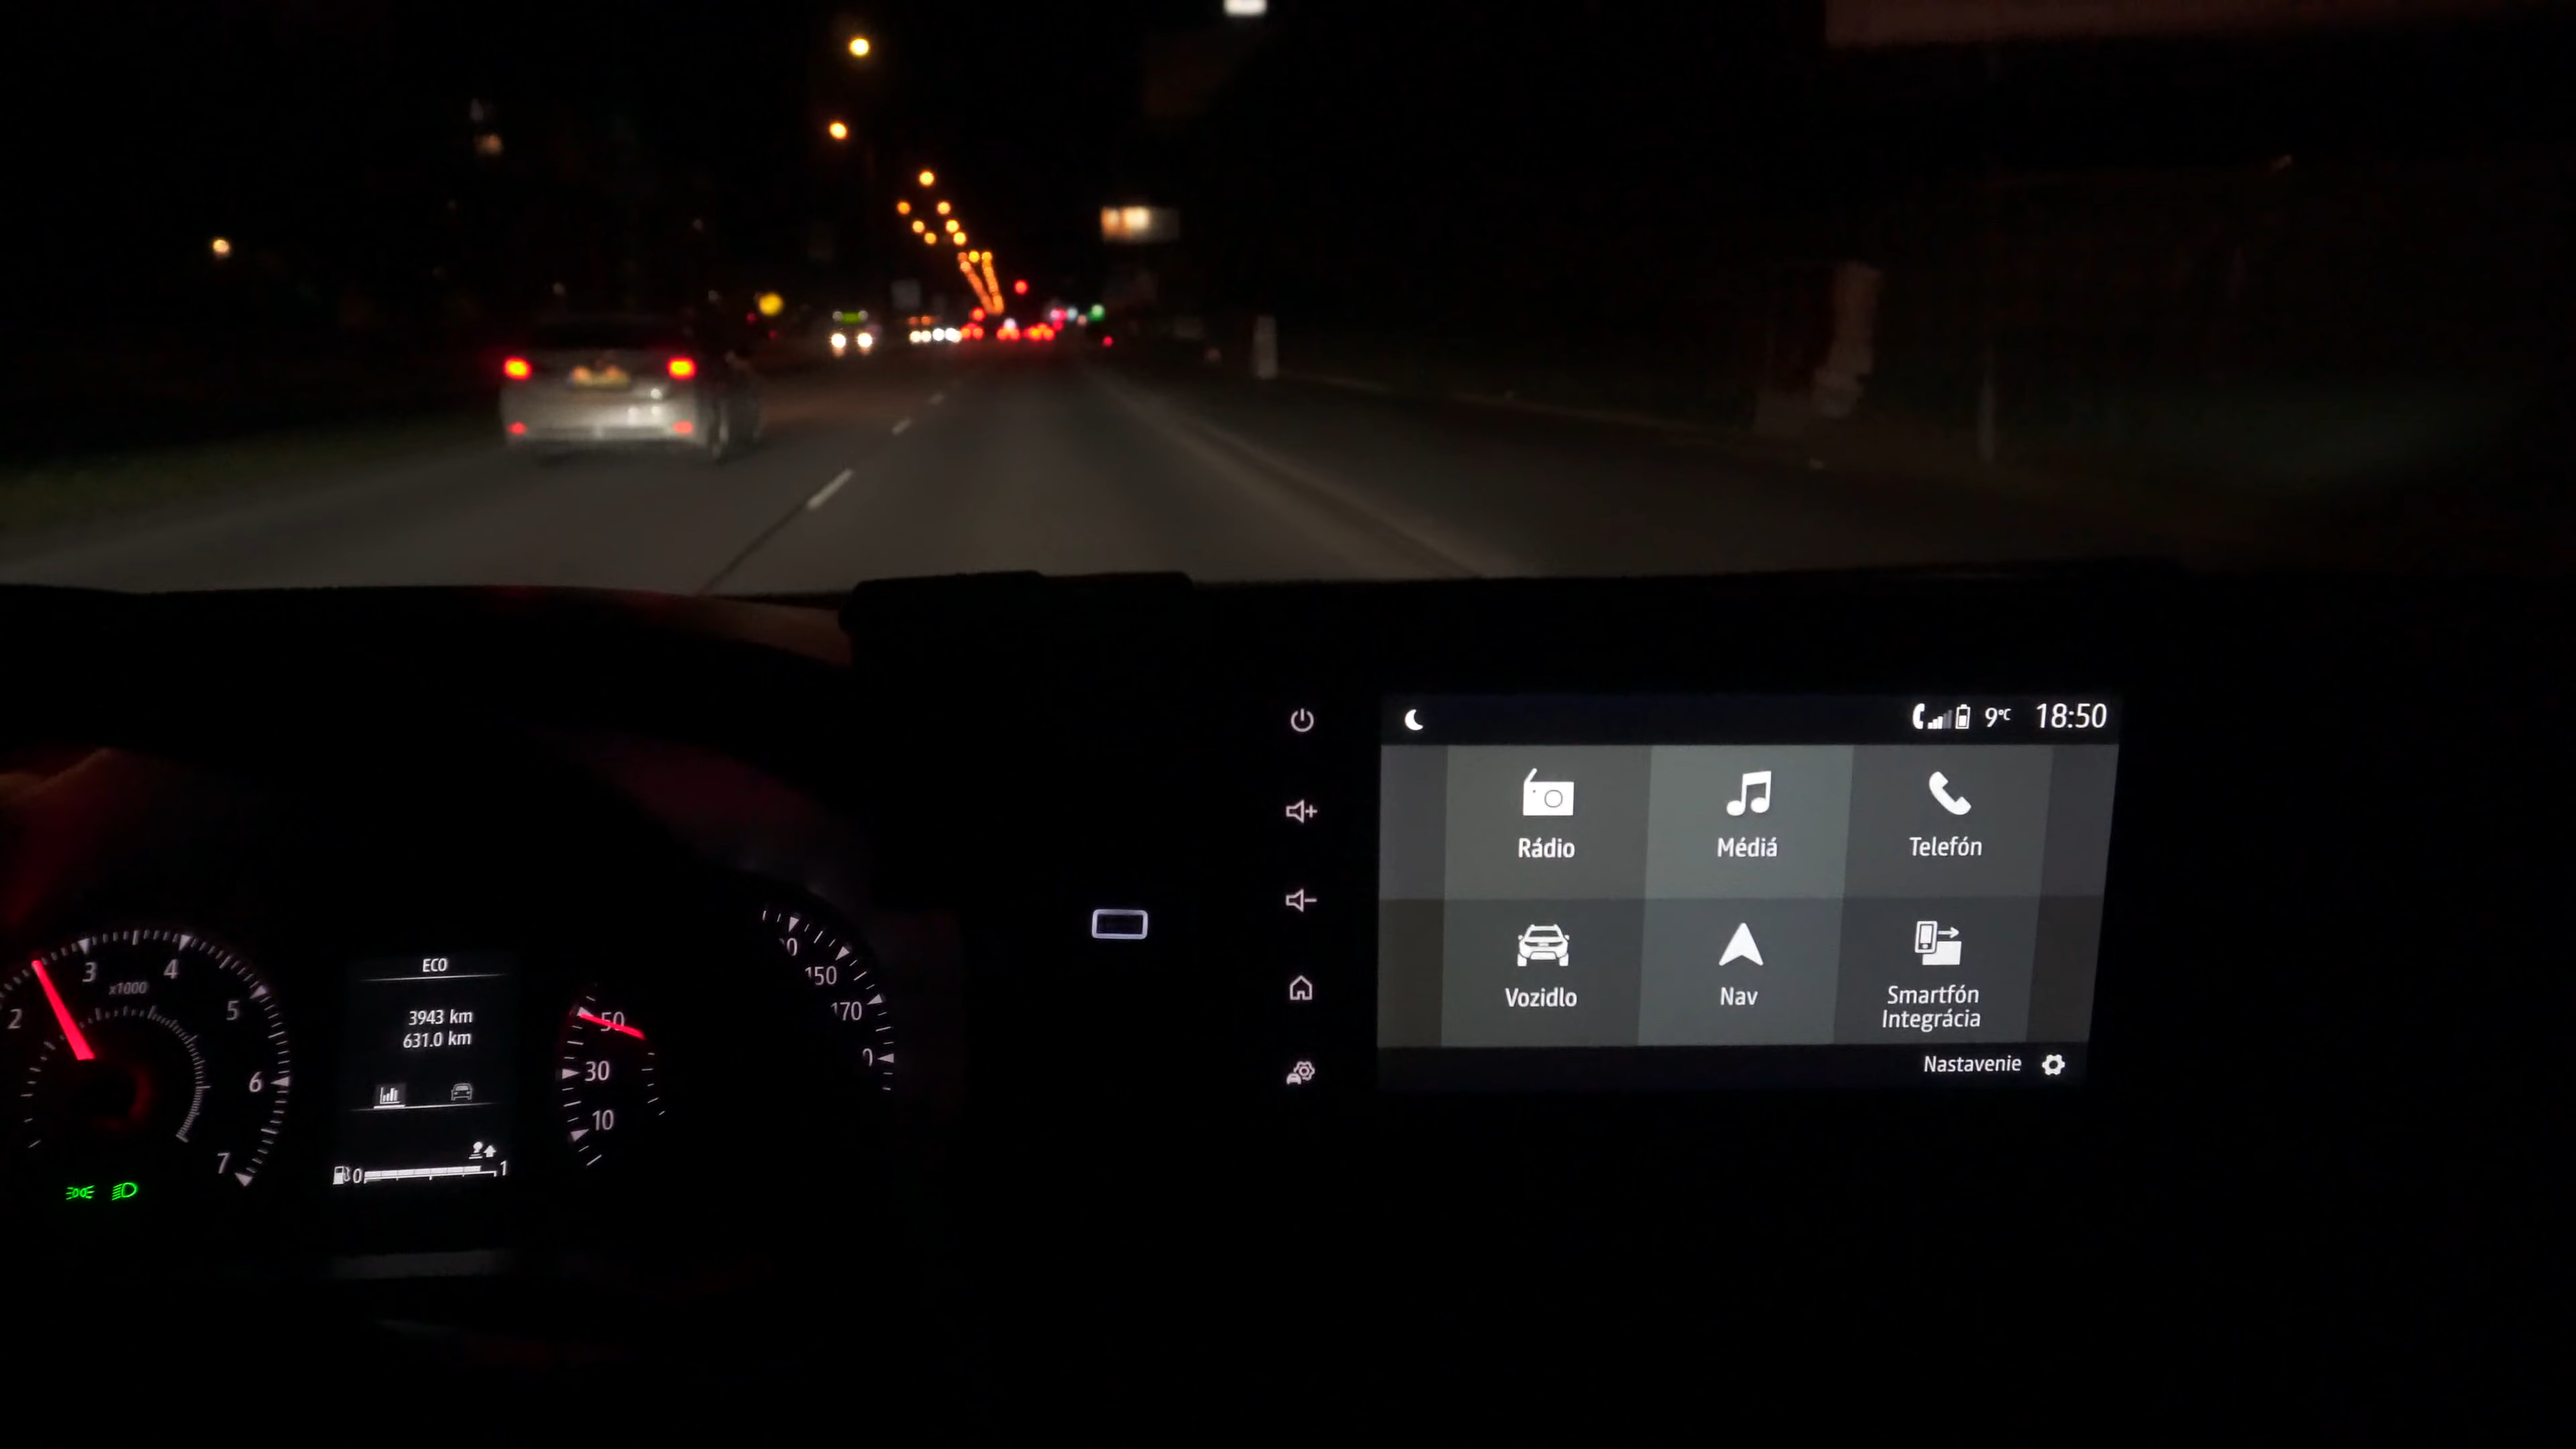 9°C 18:50
Rádio
Médiá
Telefón
Vozidlo
Nav
Smartfón
Integrácia
Nastavenie
2
3
4
5
6
7
x1000
ECO
3943 km
631.0 km
0
1
10
30
50
150
170